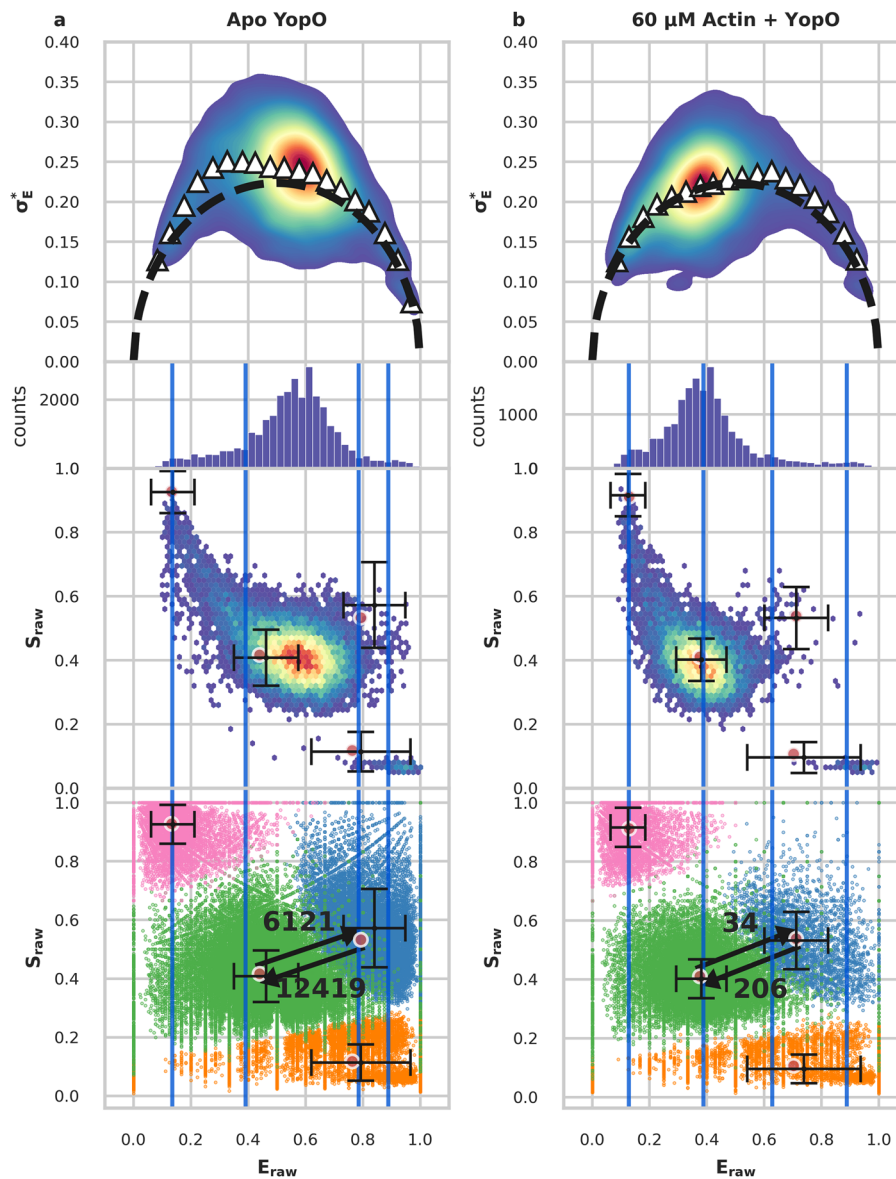 a Apo YopO b 60 μM Actin + YopO
0.40 0.40
0.35 0.35
0.30 0.30
0.25 0.25
σ*E 0.20 σ*E 0.20
0.15 0.15
0.10 0.10
0.05 0.05
0.00 0.00
counts 2000 counts 1000
1.0 1.0 0
0.8 0.8
Sraw 0.6 Sraw 0.6
0.4 0.4
0.2 0.2
0.0 0.0
1.0 1.0
0.8 0.8
Sraw 0.6 6121 Sraw 0.6 34
0.4 12419 0.4 206
0.2 0.2
0.0 0.0
0.0 0.2 0.4 0.6 0.8 1.0 0.0 0.2 0.4 0.6 0.8 1.0
Eraw Eraw